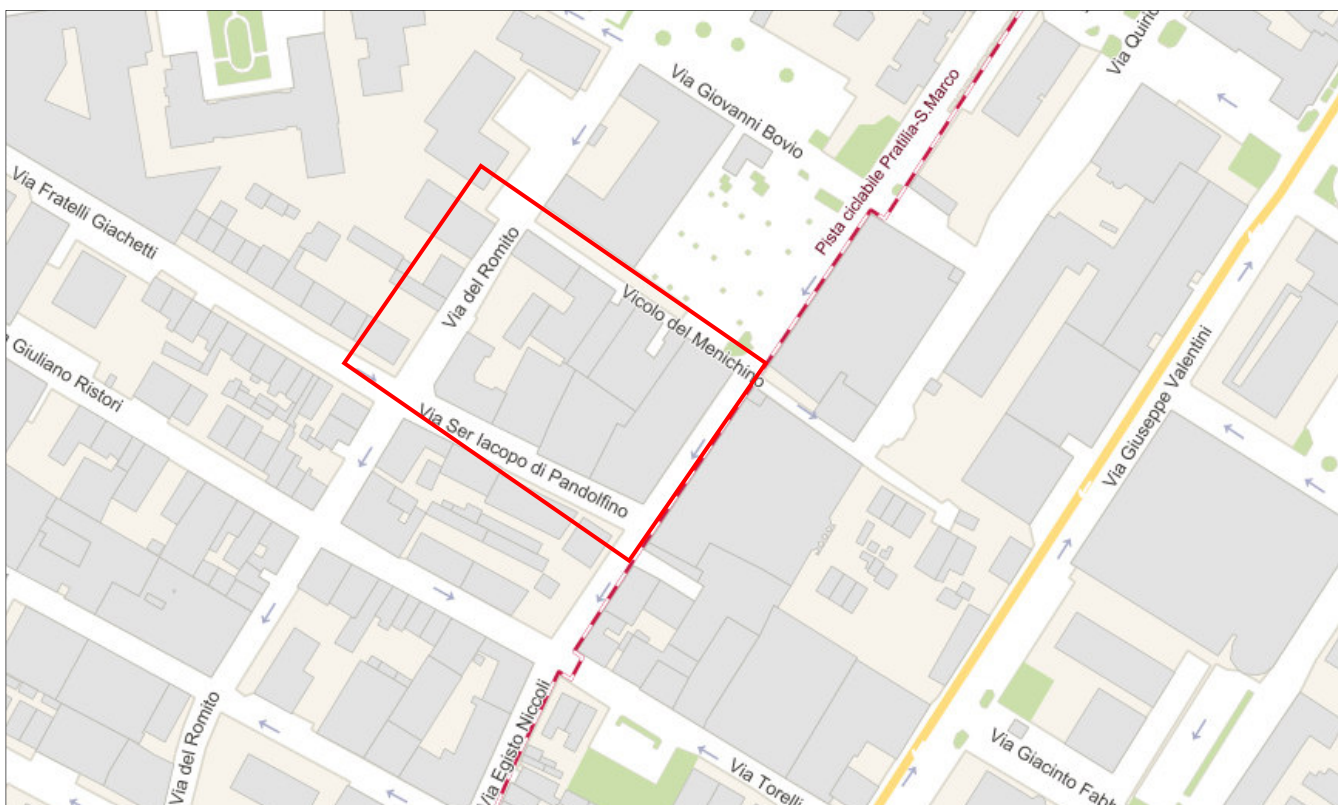 Via Quiric
Via Giovanni Bovio
Pista ciclabile Pratilia-S.Marco
Via Fratelli Giachetti
Via del Romito
Vicolo del Menichino
a Giuliano Ristori
Via Giuseppe Valentini
Via Ser Iacopo di Pandolfino
Via del Romito
Via Egisto Niccoli
Via Torelli
Via Giacinto Fabb